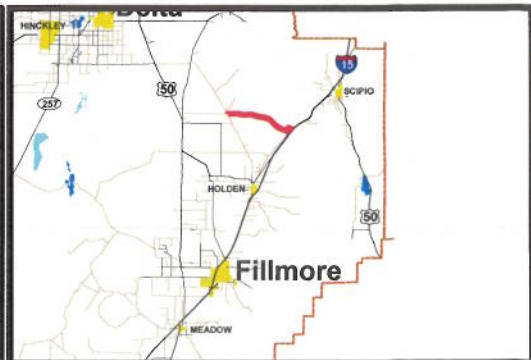 Delta
HINCKLEY
15
50
SCIPIO
257
HOLDEN
50
Fillmore
MEADOW